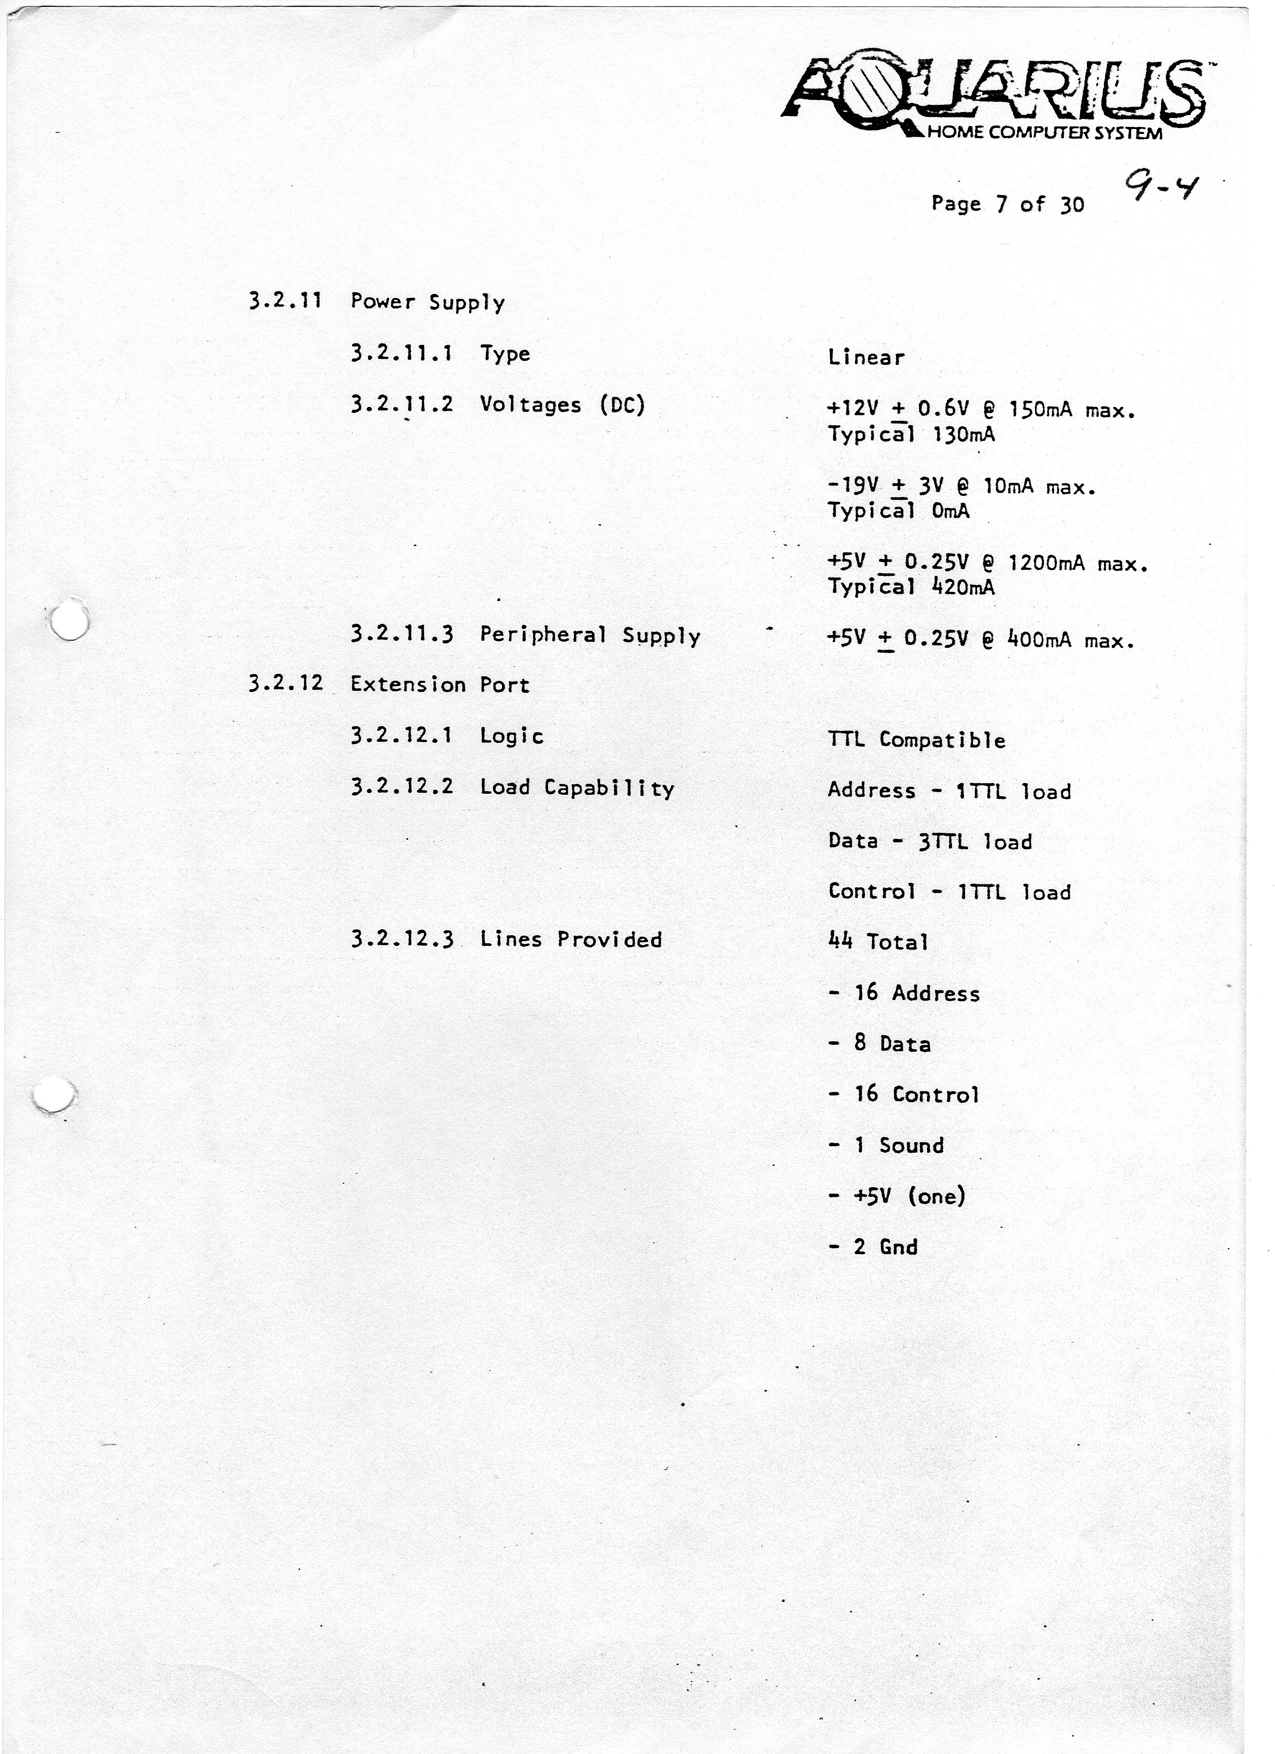 AQUARIUS™
HOME COMPUTER SYSTEM
9-4
Page 7 of 30
3.2.11 Power Supply
3.2.11.1 Type Linear
3.2.11.2 Voltages (DC) +12V ± 0.6V @ 150mA max.
Typical 130mA
-19V ± 3V @ 10mA max.
Typical 0mA
+5V ± 0.25V @ 1200mA max.
Typical 420mA
3.2.11.3 Peripheral Supply +5V ± 0.25V @ 400mA max.
3.2.12 Extension Port
3.2.12.1 Logic TTL Compatible
3.2.12.2 Load Capability Address - 1TTL load
Data - 3TTL load
Control - 1TTL load
3.2.12.3 Lines Provided 44 Total
- 16 Address
- 8 Data
- 16 Control
- 1 Sound
- +5V (one)
- 2 Gnd